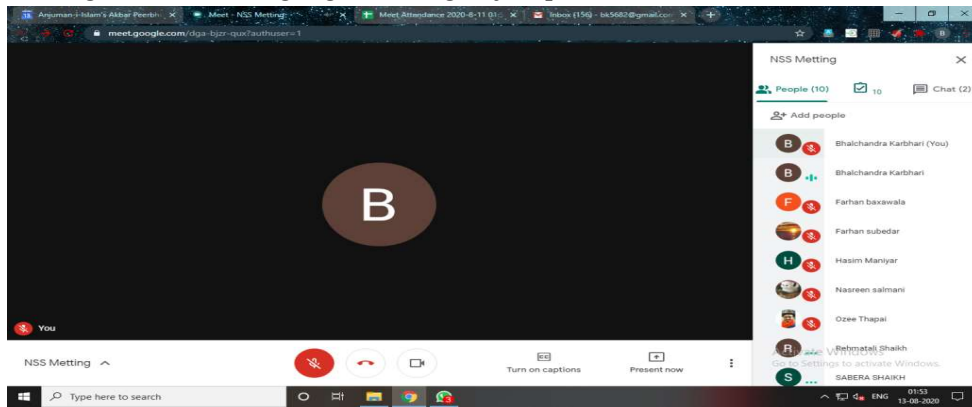 Anjuman-i-Islam's Akbar Peerbh
Meet - NSS Metting
Meet Attendance 2020-8-11 01
Inbox (156) - bk5682@gmail.com
meet.google.com/dga-bjzr-qux?authuser=1
NSS Metting
People (10)
10
Chat (2)
Add people
B
Bhalchandra Karbhari (You)
B
Bhalchandra Karbhari
F
Farhan baxawala
Farhan subedar
H
Hasim Maniyar
Nasreen salmani
Ozee Thapai
R
Rehmatali Shaikh
S
SABERA SHAIKH
B
You
NSS Metting
Turn on captions
Present now
Activate Windows
Go to Settings to activate Windows.
Type here to search
ENG
01:53
13-08-2020